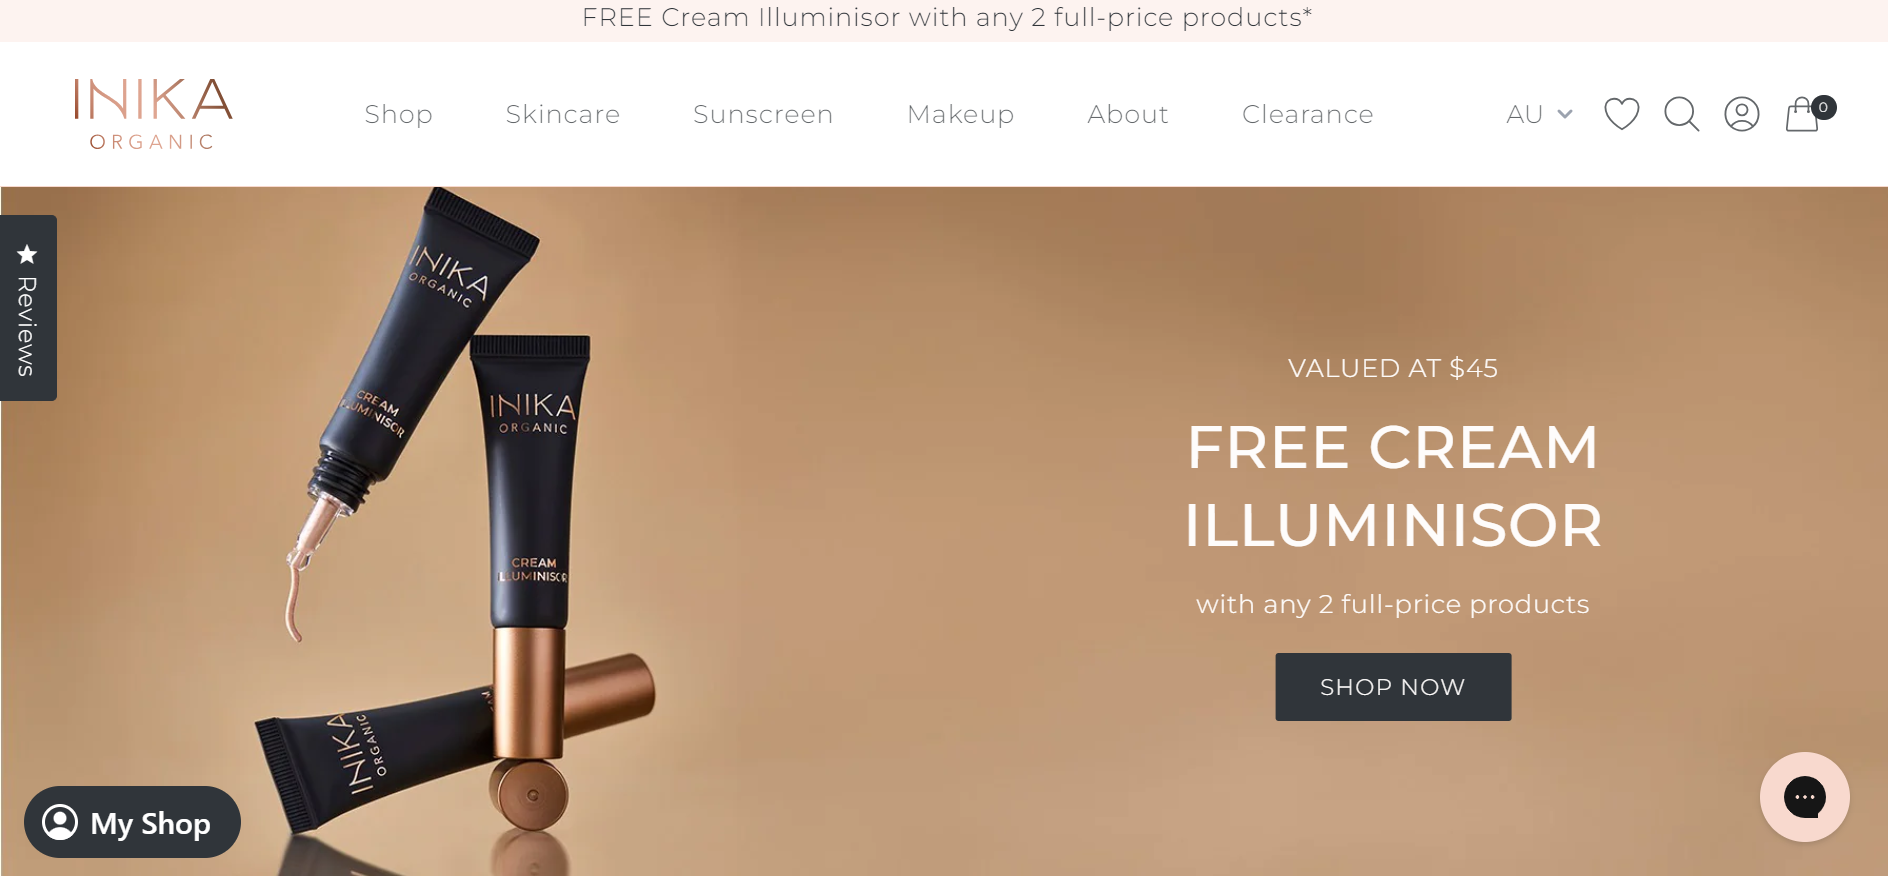 FREE Cream Illuminisor with any 2 full-price products*
INIKA
ORGANIC
Shop
Skincare
Sunscreen
Makeup
About
Clearance
AU
0
Reviews
INIKA
ORGANIC
CREAM
ILLUMINISOR
INIKA
ORGANIC
CREAM
ILLUMINISOR
INIKA
ORGANIC
VALUED AT $45
FREE CREAM
ILLUMINISOR
with any 2 full-price products
SHOP NOW
My Shop